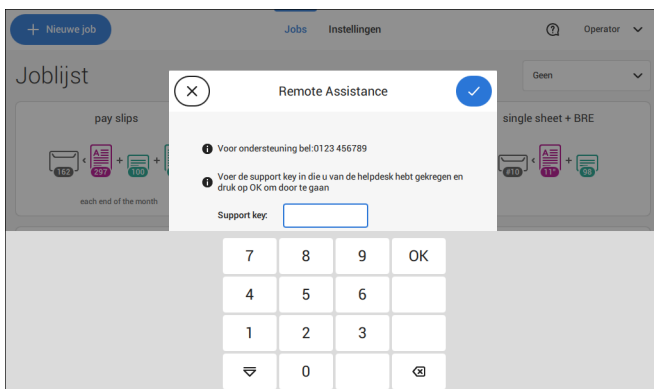 Nieuwe job
Jobs
Instellingen
Operator
Joblijst
Remote Assistance
Geen
pay slips
single sheet + BRE
Voor ondersteuning bel:0123 456789
162
297
+
100
+
#10
11"
+
98
Voer de support key in die u van de helpdesk hebt gekregen en
druk op OK om door te gaan
each end of the month
Support key:
7 8 9 OK
4 5 6
1 2 3
0